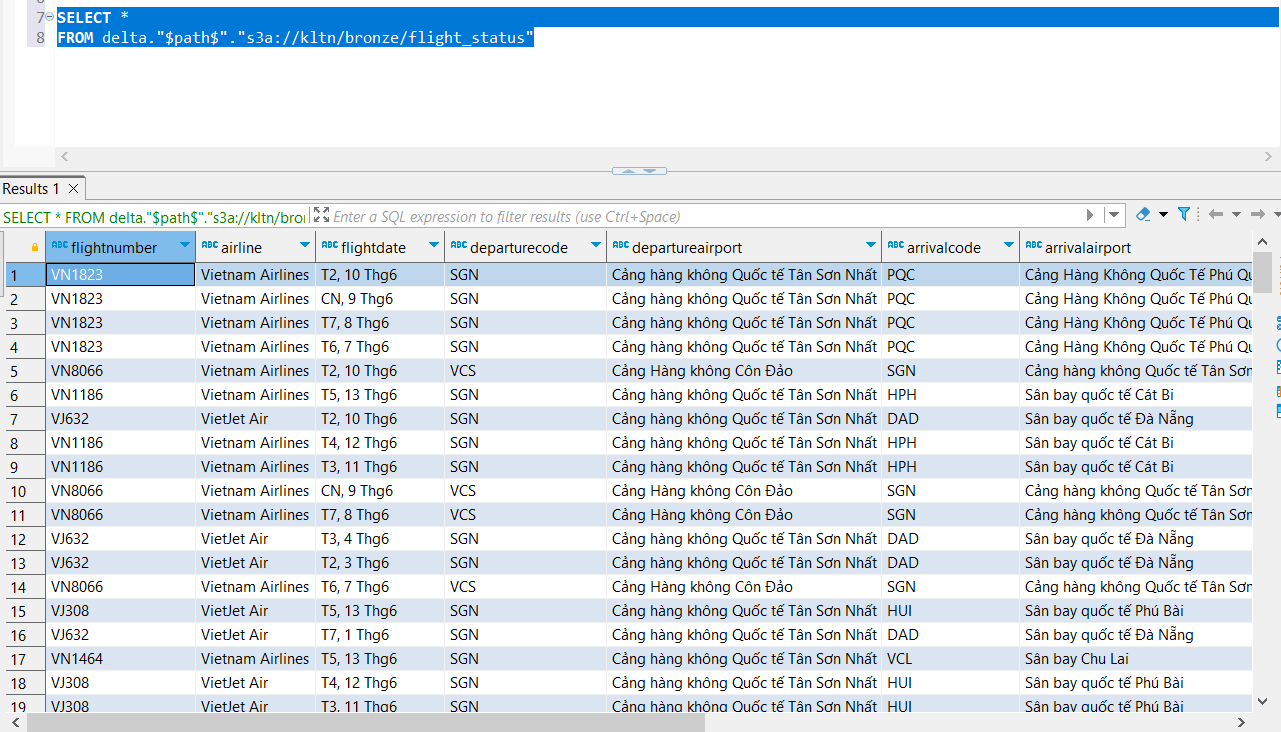 7 SELECT *
8 FROM delta."$path$"."s3a://kltn/bronze/flight_status"
Results 1
SELECT * FROM delta."$path$"."s3a://kltn/bro Enter a SQL expression to filter results (use Ctrl+Space)
ABC flightnumber ABC airline ABC flightdate ABC departurecode ABC departureairport ABC arrivalcode ABC arrivalairport
1 VN1823 Vietnam Airlines T2, 10 Thg6 SGN Cảng hàng không Quốc tế Tân Sơn Nhất PQC Cảng Hàng Không Quốc Tế Phú Qu
2 VN1823 Vietnam Airlines CN, 9 Thg6 SGN Cảng hàng không Quốc tế Tân Sơn Nhất PQC Cảng Hàng Không Quốc Tế Phú Qu
3 VN1823 Vietnam Airlines T7, 8 Thg6 SGN Cảng hàng không Quốc tế Tân Sơn Nhất PQC Cảng Hàng Không Quốc Tế Phú Qu
4 VN1823 Vietnam Airlines T6, 7 Thg6 SGN Cảng hàng không Quốc tế Tân Sơn Nhất PQC Cảng Hàng Không Quốc Tế Phú Qu
5 VN8066 Vietnam Airlines T2, 10 Thg6 VCS Cảng Hàng không Côn Đảo SGN Cảng hàng không Quốc tế Tân Sơn
6 VN1186 Vietnam Airlines T5, 13 Thg6 SGN Cảng hàng không Quốc tế Tân Sơn Nhất HPH Sân bay quốc tế Cát Bi
7 VJ632 VietJet Air T2, 10 Thg6 SGN Cảng hàng không Quốc tế Tân Sơn Nhất DAD Sân bay quốc tế Đà Nẵng
8 VN1186 Vietnam Airlines T4, 12 Thg6 SGN Cảng hàng không Quốc tế Tân Sơn Nhất HPH Sân bay quốc tế Cát Bi
9 VN1186 Vietnam Airlines T3, 11 Thg6 SGN Cảng hàng không Quốc tế Tân Sơn Nhất HPH Sân bay quốc tế Cát Bi
10 VN8066 Vietnam Airlines CN, 9 Thg6 VCS Cảng Hàng không Côn Đảo SGN Cảng hàng không Quốc tế Tân Sơn
11 VN8066 Vietnam Airlines T7, 8 Thg6 VCS Cảng Hàng không Côn Đảo SGN Cảng hàng không Quốc tế Tân Sơn
12 VJ632 VietJet Air T3, 4 Thg6 SGN Cảng hàng không Quốc tế Tân Sơn Nhất DAD Sân bay quốc tế Đà Nẵng
13 VJ632 VietJet Air T2, 3 Thg6 SGN Cảng hàng không Quốc tế Tân Sơn Nhất DAD Sân bay quốc tế Đà Nẵng
14 VN8066 Vietnam Airlines T6, 7 Thg6 VCS Cảng Hàng không Côn Đảo SGN Cảng hàng không Quốc tế Tân Sơn
15 VJ308 VietJet Air T5, 13 Thg6 SGN Cảng hàng không Quốc tế Tân Sơn Nhất HUI Sân bay quốc tế Phú Bài
16 VJ632 VietJet Air T7, 1 Thg6 SGN Cảng hàng không Quốc tế Tân Sơn Nhất DAD Sân bay quốc tế Đà Nẵng
17 VN1464 Vietnam Airlines T5, 13 Thg6 SGN Cảng hàng không Quốc tế Tân Sơn Nhất VCL Sân bay Chu Lai
18 VJ308 VietJet Air T4, 12 Thg6 SGN Cảng hàng không Quốc tế Tân Sơn Nhất HUI Sân bay quốc tế Phú Bài
19 VJ308 VietJet Air T3, 11 Thg6 SGN Cảng hàng không Quốc tế Tân Sơn Nhất HUI Sân bay quốc tế Phú Bài